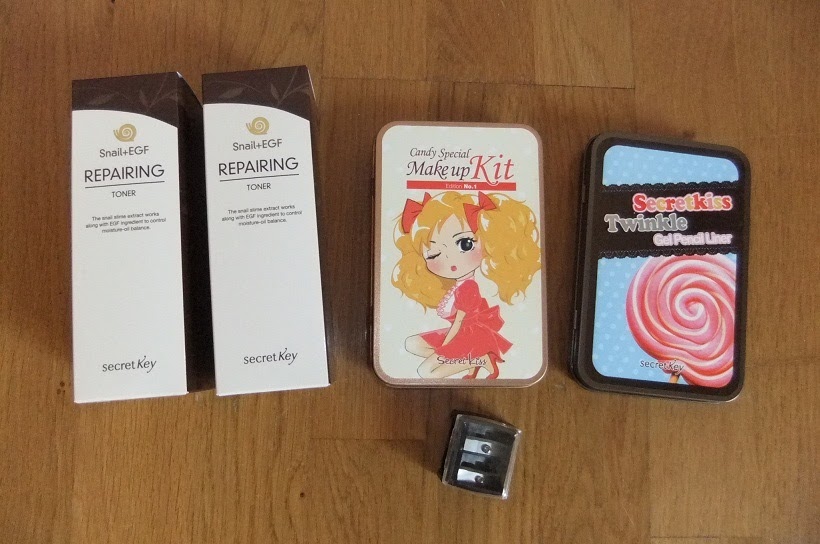 Snail+EGF
REPAIRING
TONER
The snail slime extract works
along with EGF ingredient to control
moisture-oil balance.
secret Key
Snail+EGF
REPAIRING
TONER
The snail slime extract works
along with EGF ingredient to control
moisture-oil balance.
secret Key
Candy Special
Make up Kit
Edition No.1
Secretkiss
Secretkiss
Twinkle
Gel Pencil Liner
secret Key